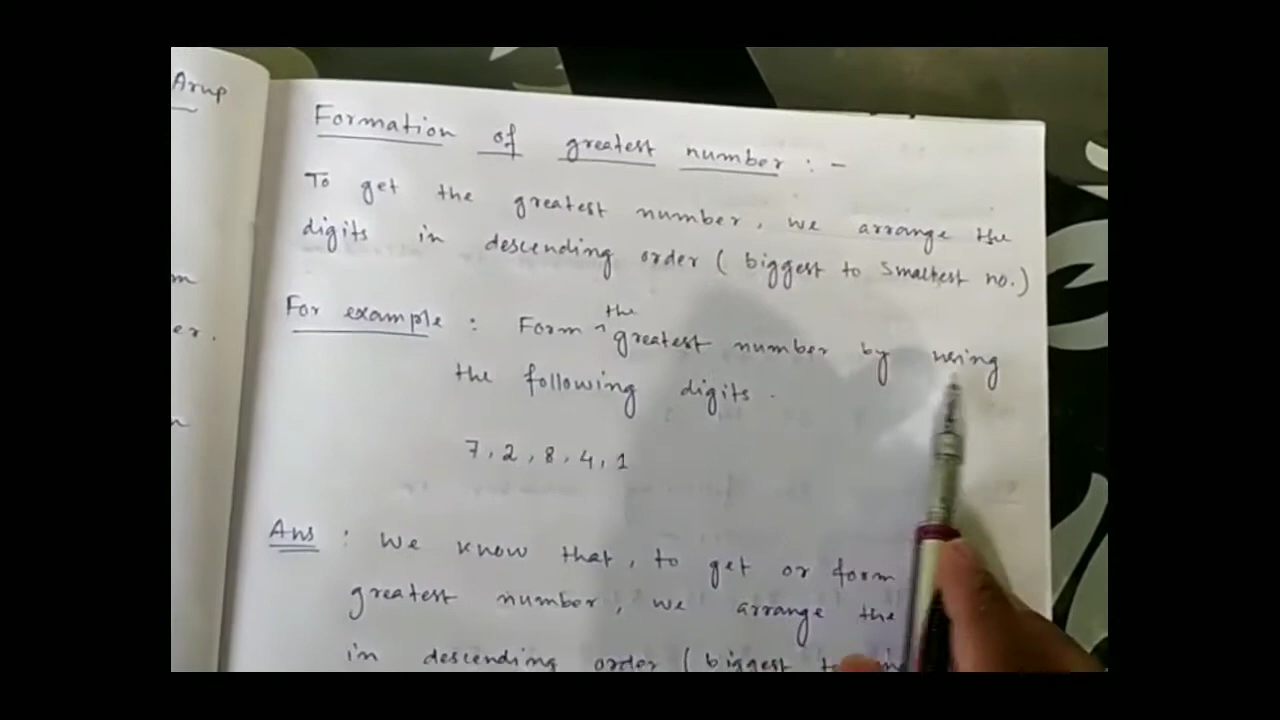 Arup
m
er.
n
Formation of greatest number :-
To get the greatest number, we arrange the
digits in descending order ( biggest to smallest no.)
For example : Form the greatest number by using
the following digits.
7, 2, 8, 4, 1
Ans : We know that, to get or form
greatest number, we arrange the
in descending order ( biggest to